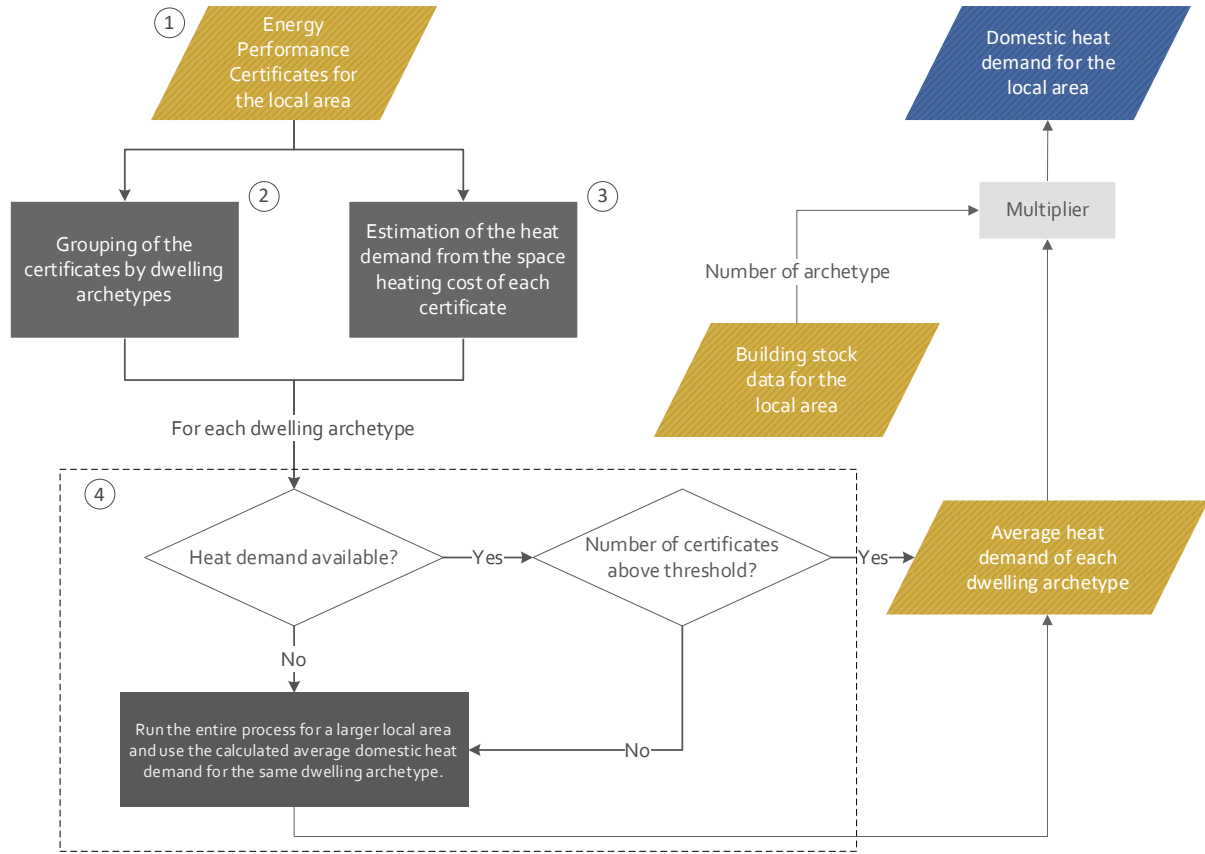 1
Energy
Performance
Certificates for
the local area
Domestic heat
demand for the
local area
2
3
Grouping of the
certificates by dwelling
archetypes
Estimation of the heat
demand from the space
heating cost of each
certificate
Multiplier
Number of archetype
Building stock
data for the
local area
For each dwelling archetype
4
Heat demand available?
Yes
Number of certificates
above threshold?
Yes
Average heat
demand of each
dwelling archetype
No
No
Run the entire process for a larger local area
and use the calculated average domestic heat
demand for the same dwelling archetype.